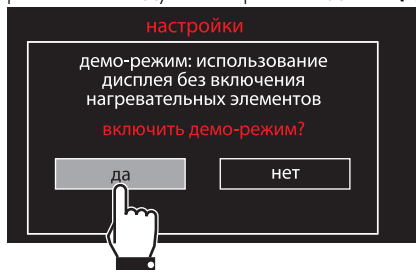 настройки
демо-режим: использование
дисплея без включения
нагревательных элементов
включить демо-режим?
да
нет